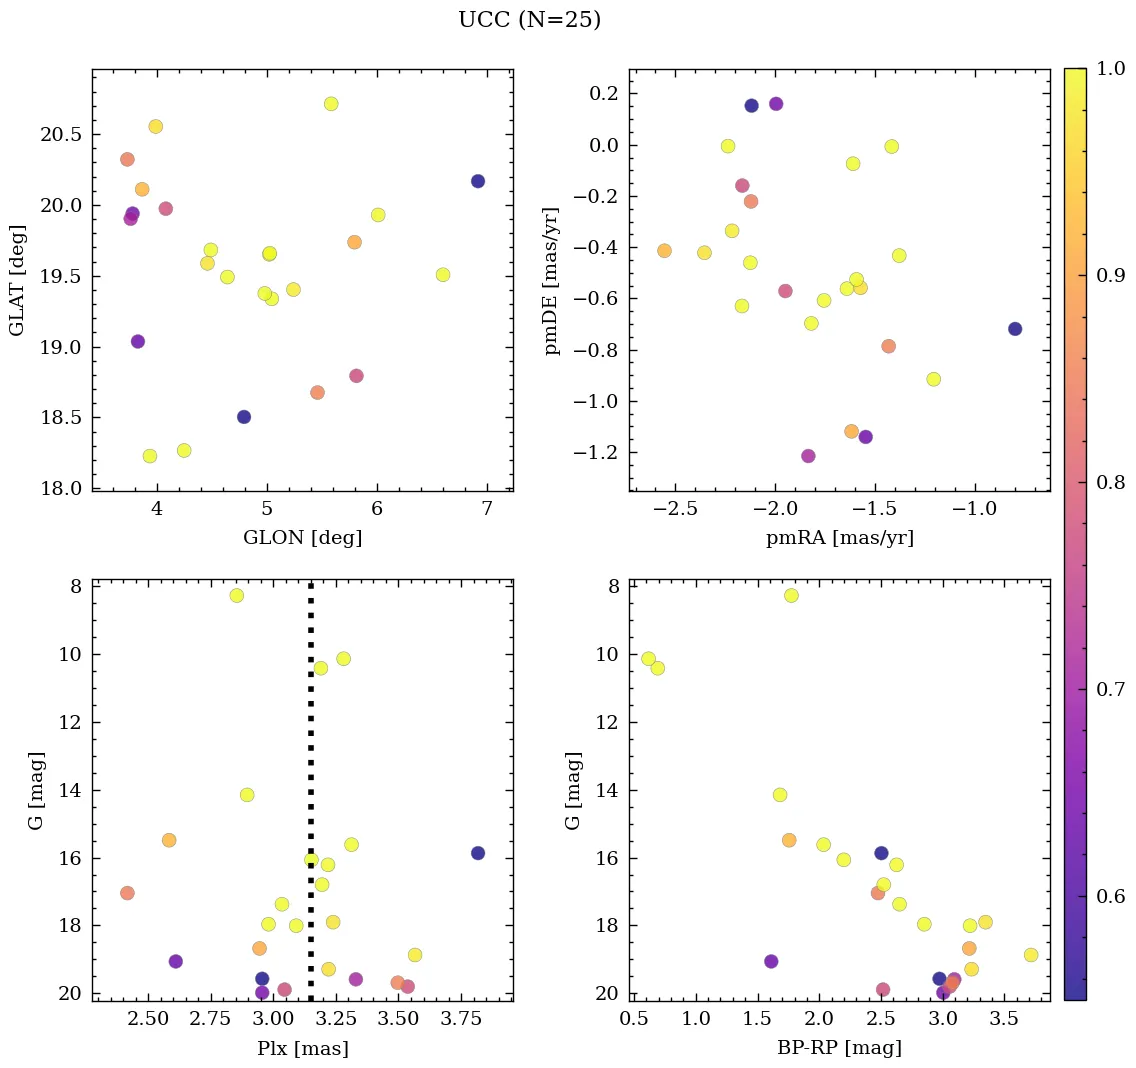 UCC (N=25)
20.5
20.0
19.5
19.0
18.5
18.0
GLAT [deg]
4 5 6 7
GLON [deg]
0.2
0.0
−0.2
−0.4
−0.6
−0.8
−1.0
−1.2
pmDE [mas/yr]
−2.5 −2.0 −1.5 −1.0
pmRA [mas/yr]
8
10
12
14
16
18
20
G [mag]
2.50 2.75 3.00 3.25 3.50 3.75
Plx [mas]
8
10
12
14
16
18
20
G [mag]
0.5 1.0 1.5 2.0 2.5 3.0 3.5
BP-RP [mag]
1.0
0.9
0.8
0.7
0.6